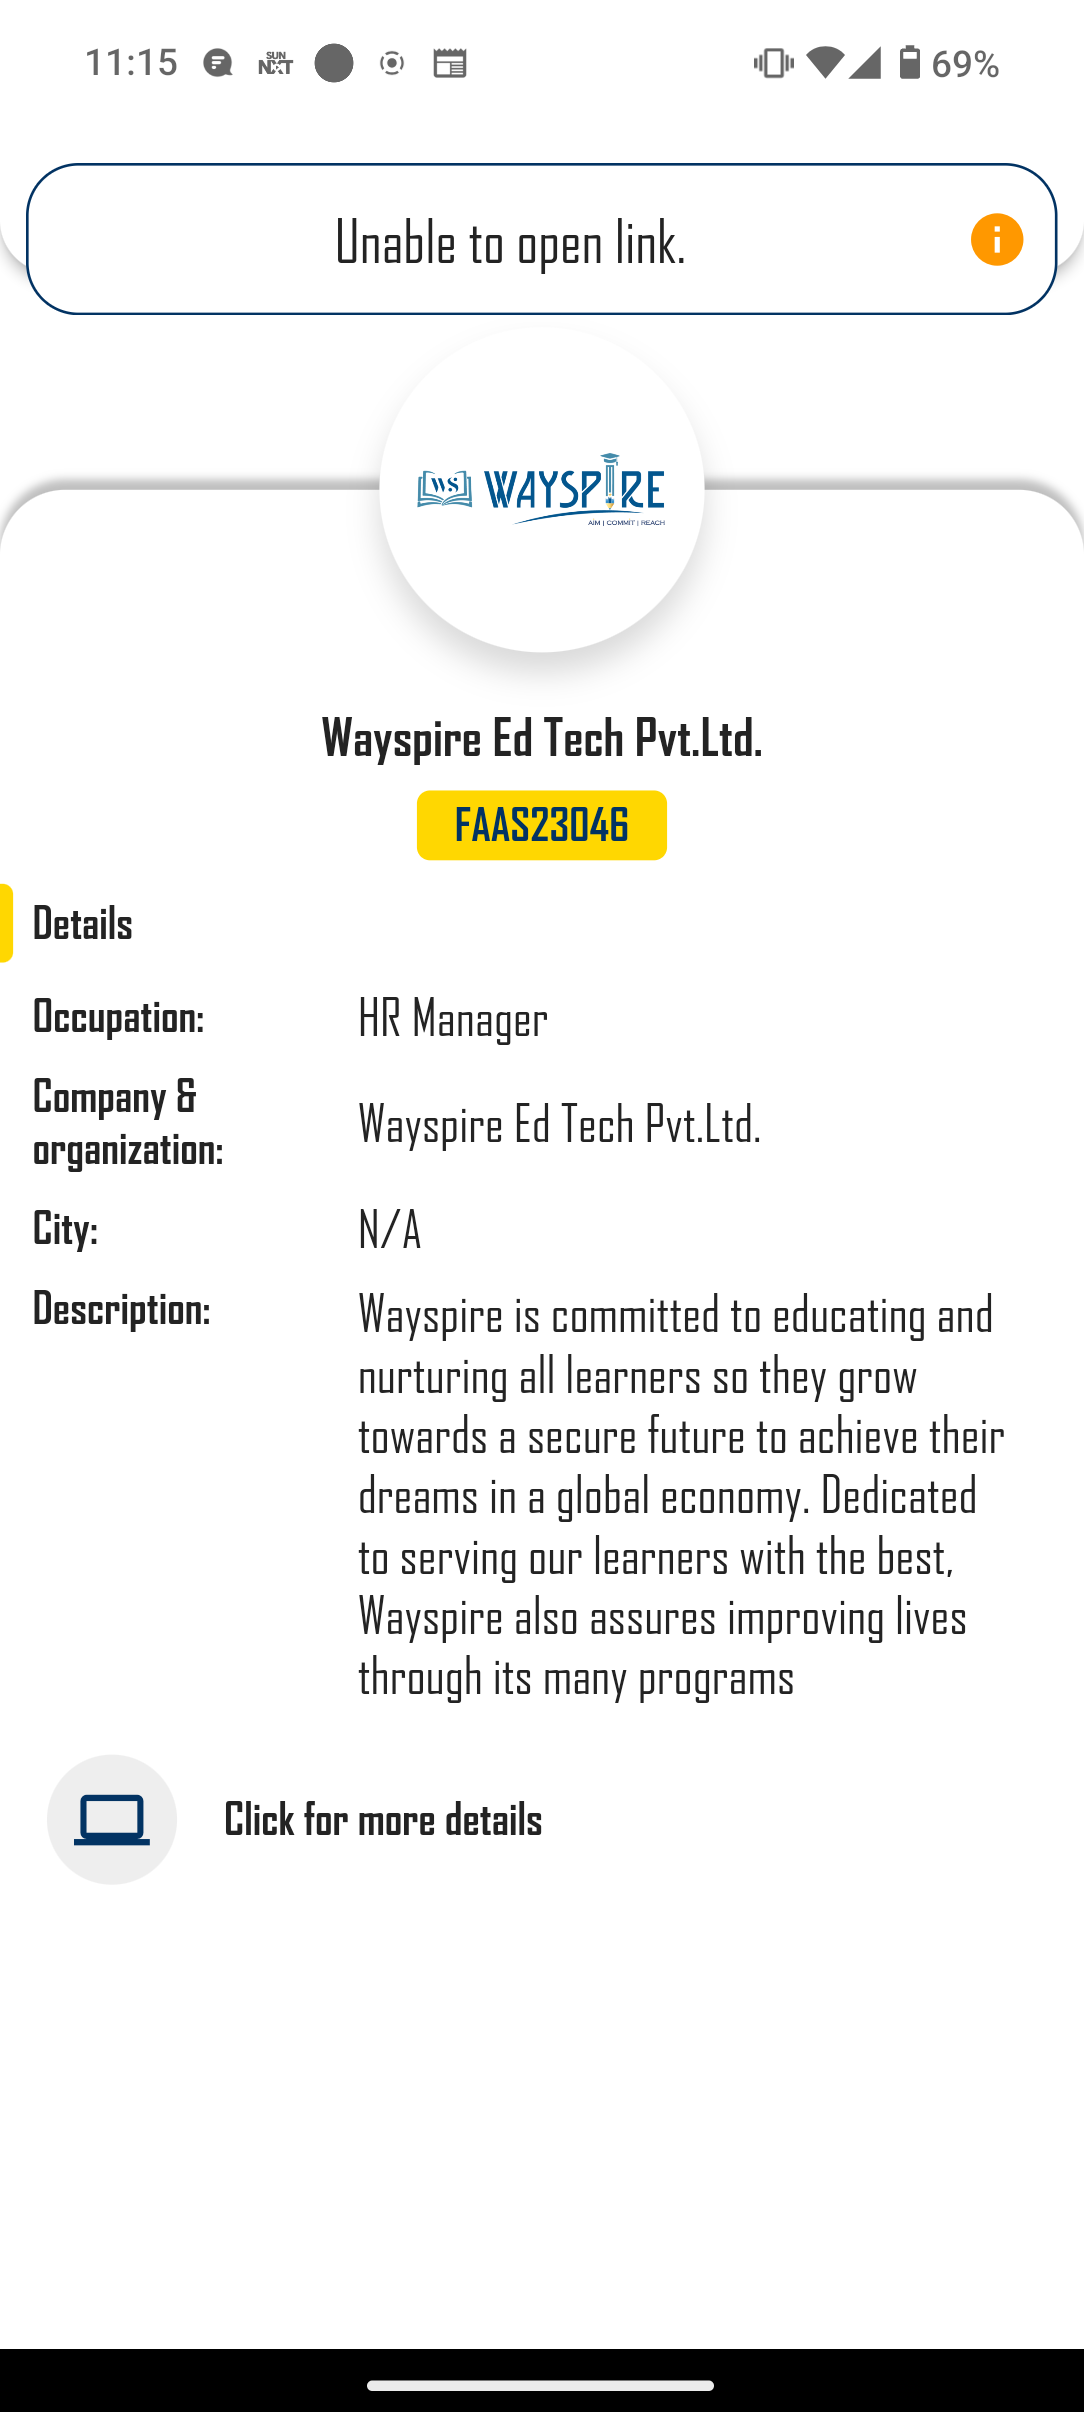 11:15
SUN
NXT
69%
Unable to open link.
WS
WAYSPIRE
AIM | COMMIT | REACH
Wayspire Ed Tech Pvt.Ltd.
FAAS23046
Details
Occupation:
HR Manager
Company &
organization:
Wayspire Ed Tech Pvt.Ltd.
City:
N/A
Description:
Wayspire is committed to educating and
nurturing all learners so they grow
towards a secure future to achieve their
dreams in a global economy. Dedicated
to serving our learners with the best,
Wayspire also assures improving lives
through its many programs
Click for more details